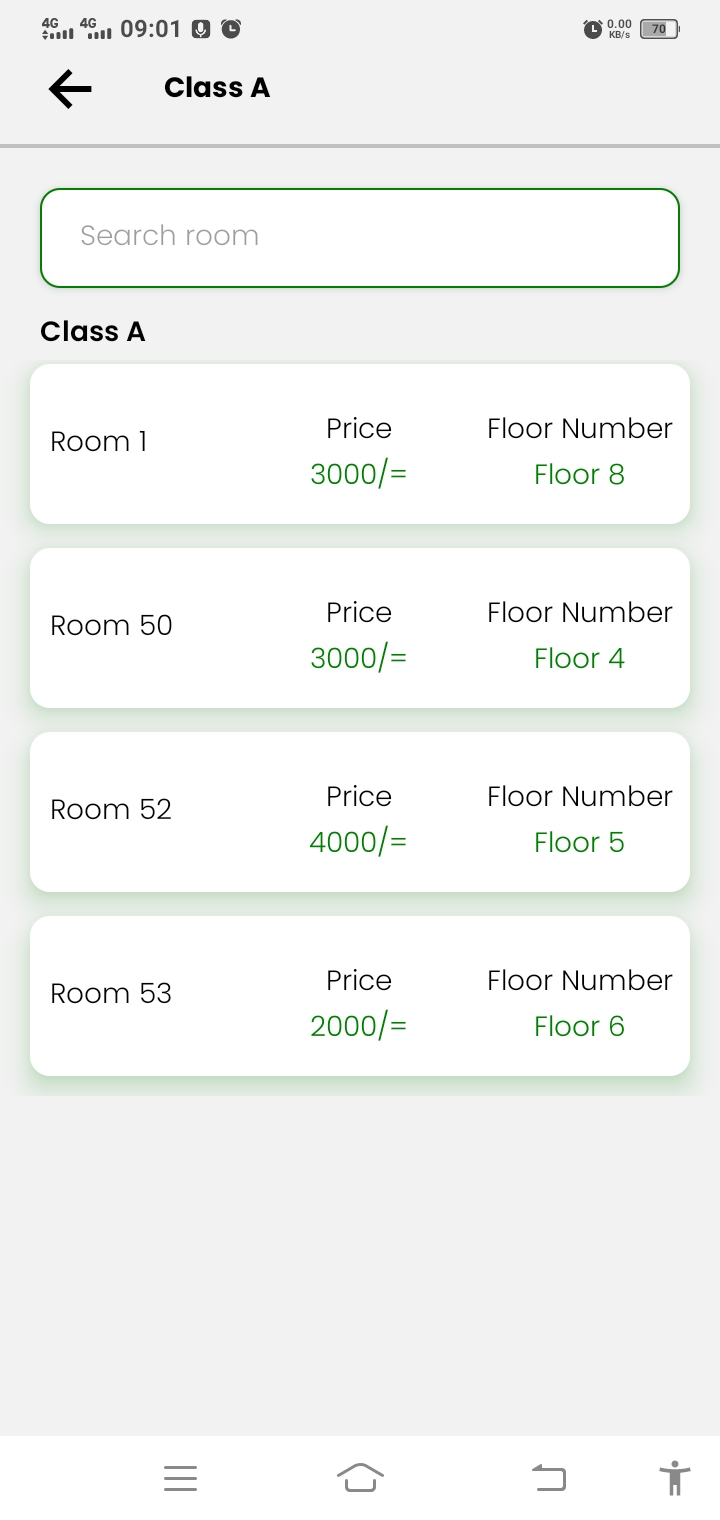 4G 4G 09:01 0.00 KB/s 70
Class A
Search room
Class A
Room 1
Price
3000/=
Floor Number
Floor 8
Room 50
Price
3000/=
Floor Number
Floor 4
Room 52
Price
4000/=
Floor Number
Floor 5
Room 53
Price
2000/=
Floor Number
Floor 6